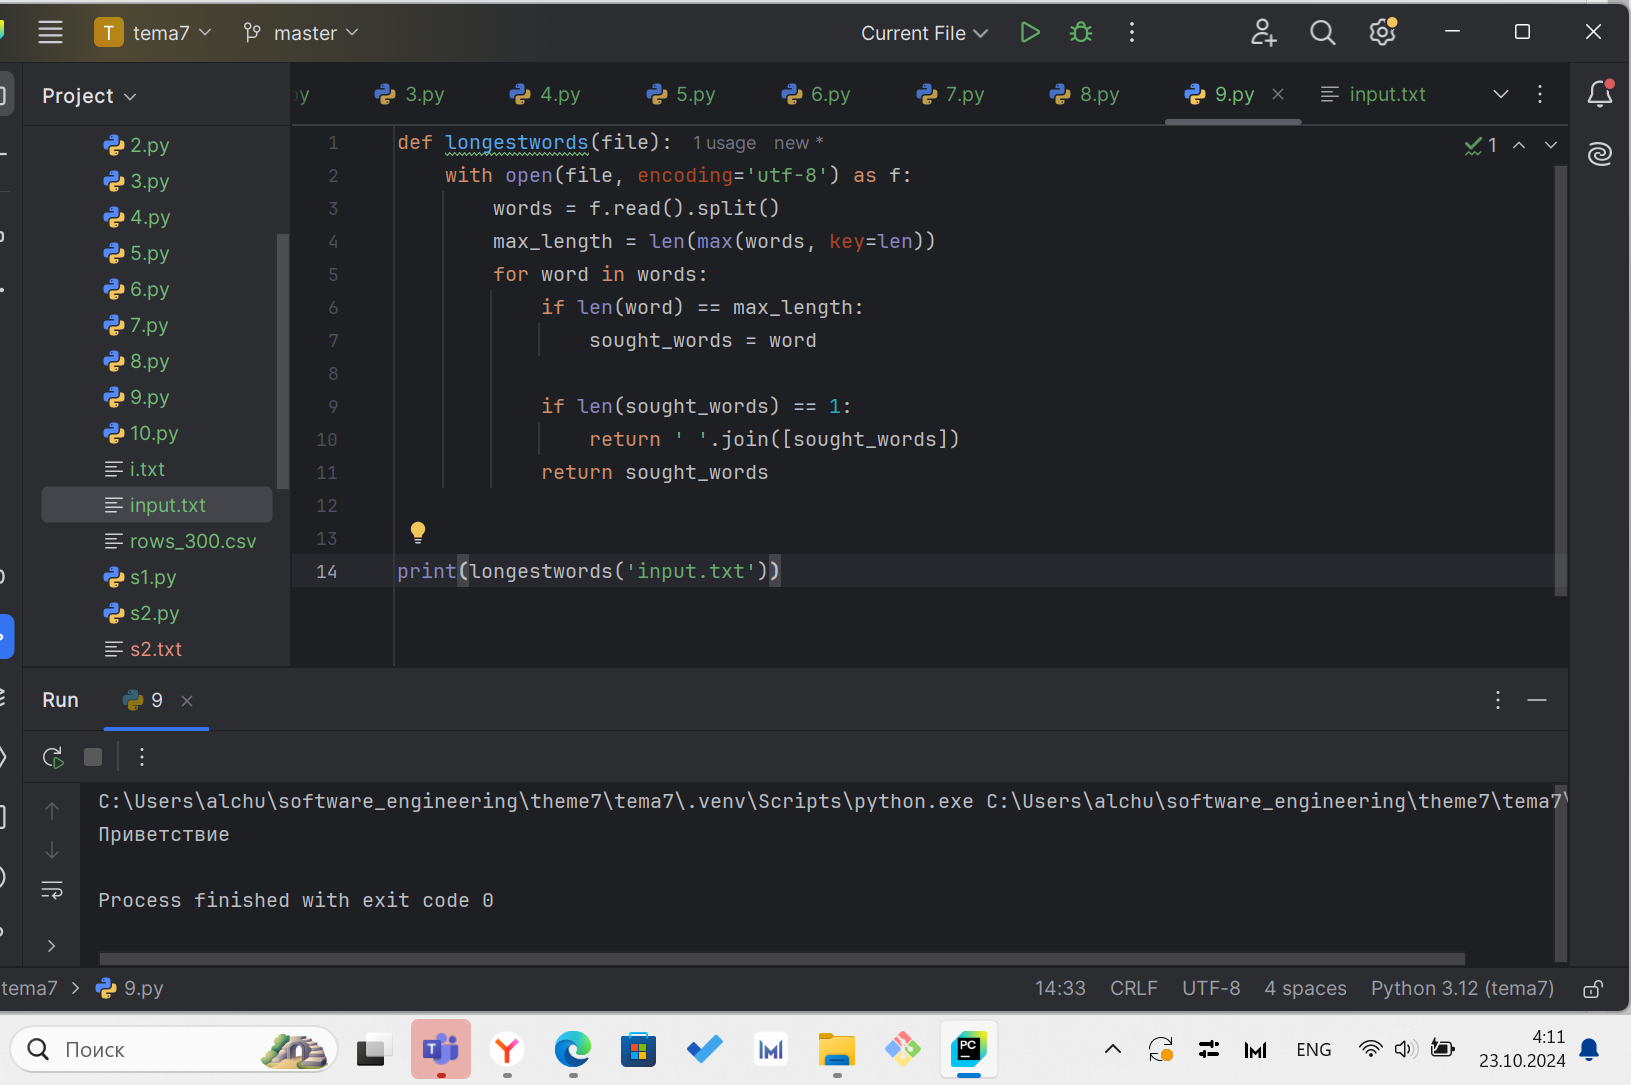 T tema7 master Current File
Project
y 3.py 4.py 5.py 6.py 7.py 8.py 9.py input.txt
2.py
3.py
4.py
5.py
6.py
7.py
8.py
9.py
10.py
i.txt
input.txt
rows_300.csv
s1.py
s2.py
s2.txt
1 def longestwords(file): 1 usage new *
2 with open(file, encoding='utf-8') as f:
3 words = f.read().split()
4 max_length = len(max(words, key=len))
5 for word in words:
6 if len(word) == max_length:
7 sought_words = word
8
9 if len(sought_words) == 1:
10 return ' '.join([sought_words])
11 return sought_words
12
13
14 print(longestwords('input.txt'))
1
Run 9
C:\Users\alchu\software_engineering\theme7\tema7\.venv\Scripts\python.exe C:\Users\alchu\software_engineering\theme7\tema7\
Приветствие
Process finished with exit code 0
tema7 > 9.py 14:33 CRLF UTF-8 4 spaces Python 3.12 (tema7)
Поиск
T
PC
ENG
4:11
23.10.2024